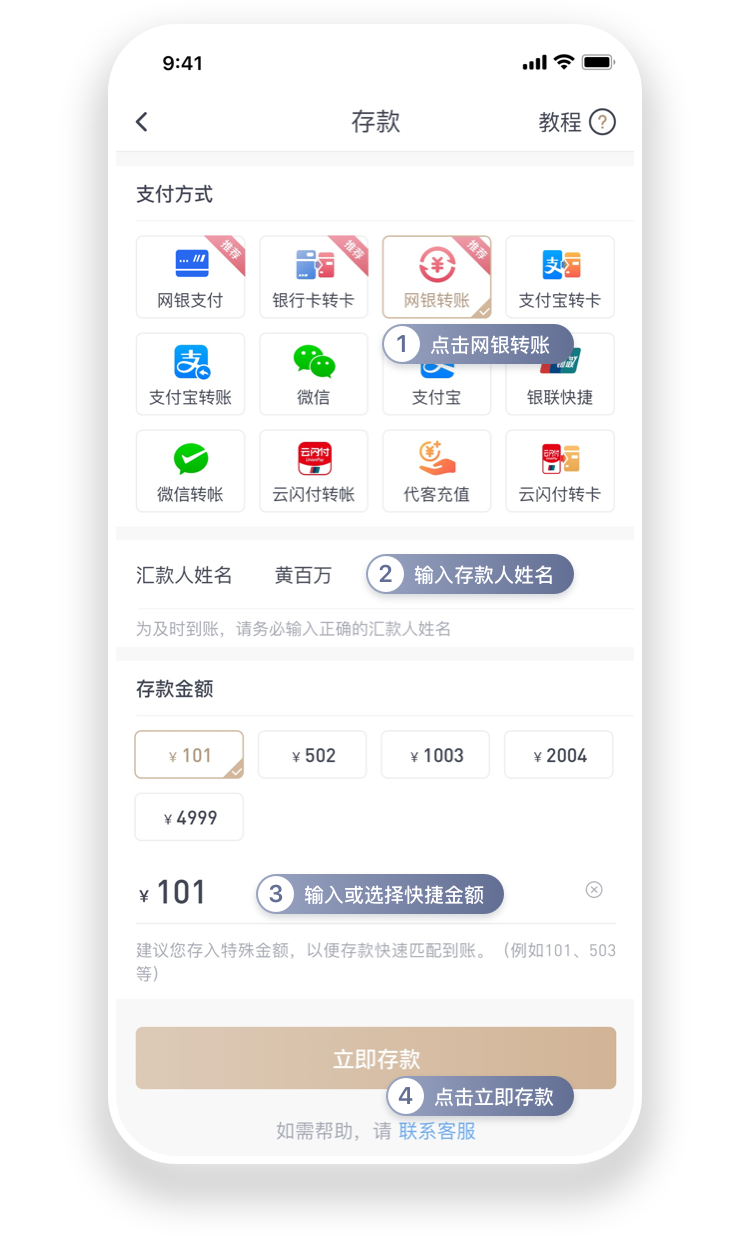 9:41
存款
教程 ?
支付方式
推荐 推荐 推荐
网银支付 银行卡转卡 网银转账 支付宝转卡
1 点击网银转账
支付宝转账 微信 支付宝 银联快捷
云闪付 云闪付
微信转帐 云闪付转帐 代客充值 云闪付转卡
汇款人姓名 黄百万 2 输入存款人姓名
为及时到账，请务必输入正确的汇款人姓名
存款金额
¥ 101 ¥ 502 ¥ 1003 ¥ 2004
¥ 4999
¥ 101 3 输入或选择快捷金额
建议您存入特殊金额，以便存款快速匹配到账。（例如101、503
等）
立即存款
4 点击立即存款
如需帮助，请 联系客服